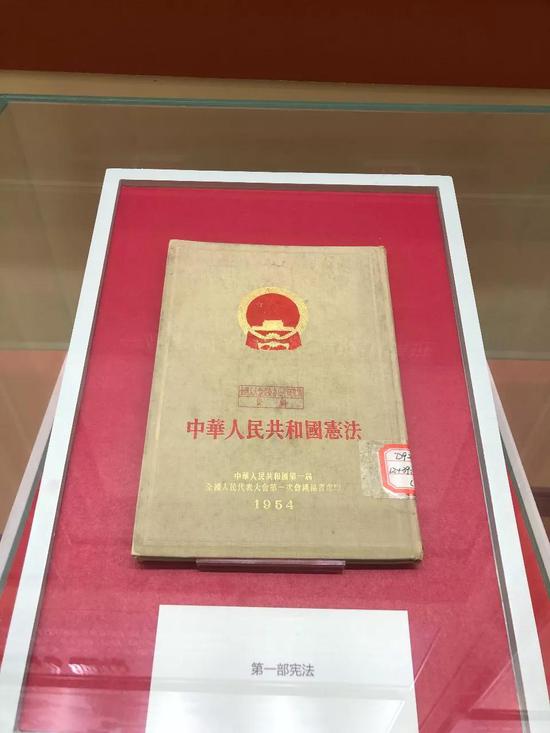 中華人民共和國憲法
中華人民共和國第一屆
全國人民代表大會第一次會議秘書處
1954
D92
第一部宪法